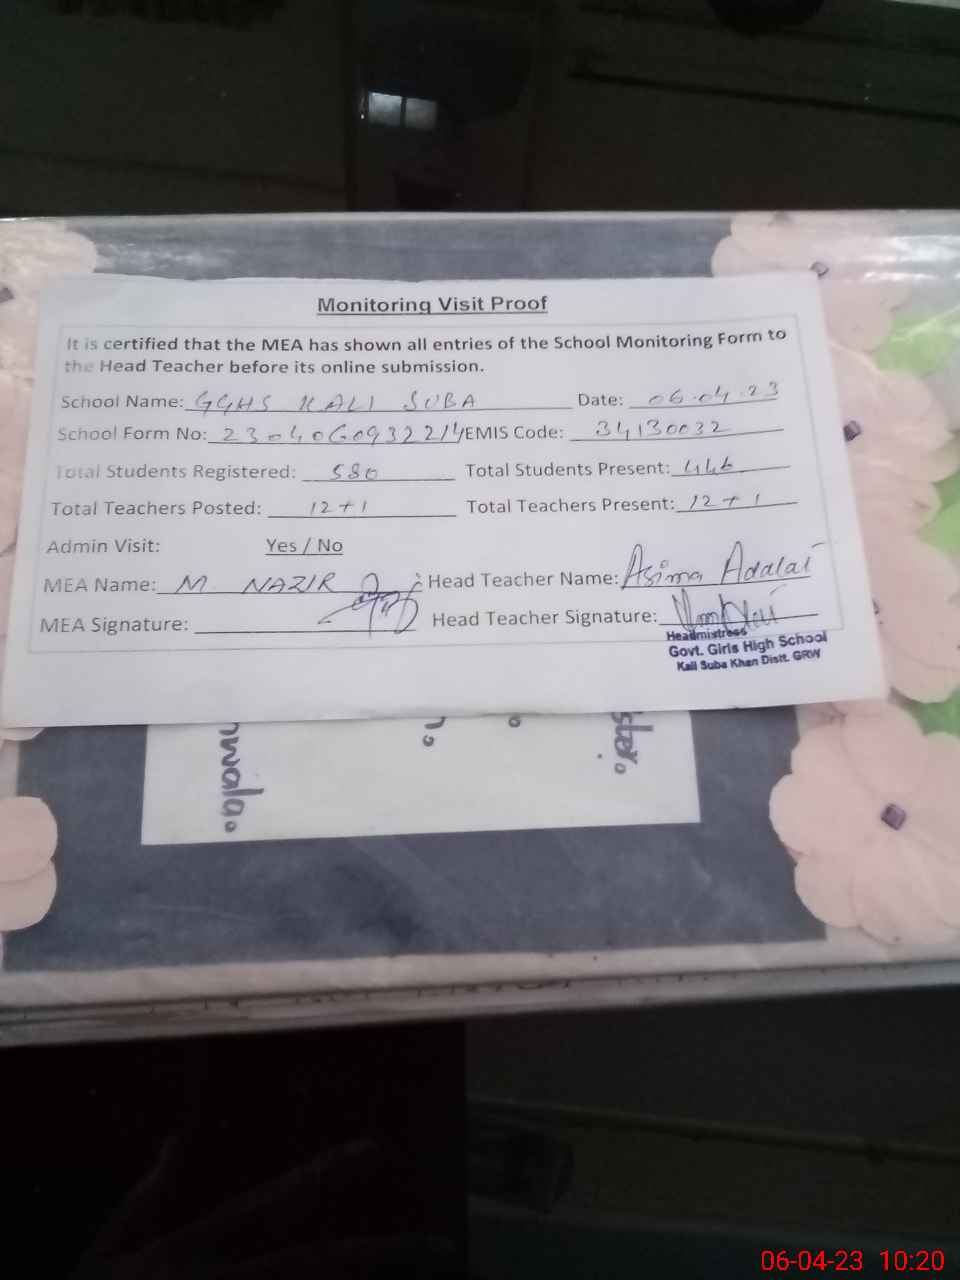 Monitoring Visit Proof
It is certified that the MEA has shown all entries of the School Monitoring Form to
the Head Teacher before its online submission.
School Name: GGHS KALI SUBA Date: 06.04.23
School Form No: 2304060932214 EMIS Code: 34130032
Total Students Registered: 580 Total Students Present: 446
Total Teachers Posted: 12+1 Total Teachers Present: 12+1
Admin Visit: Yes / No
MEA Name: M NAZIR Head Teacher Name: Asima Adalat
MEA Signature: Head Teacher Signature:
Headmistress
Govt. Girls High School
Kali Suba Khan Distt. GRW
nwala.
ster.
06-04-23 10:20